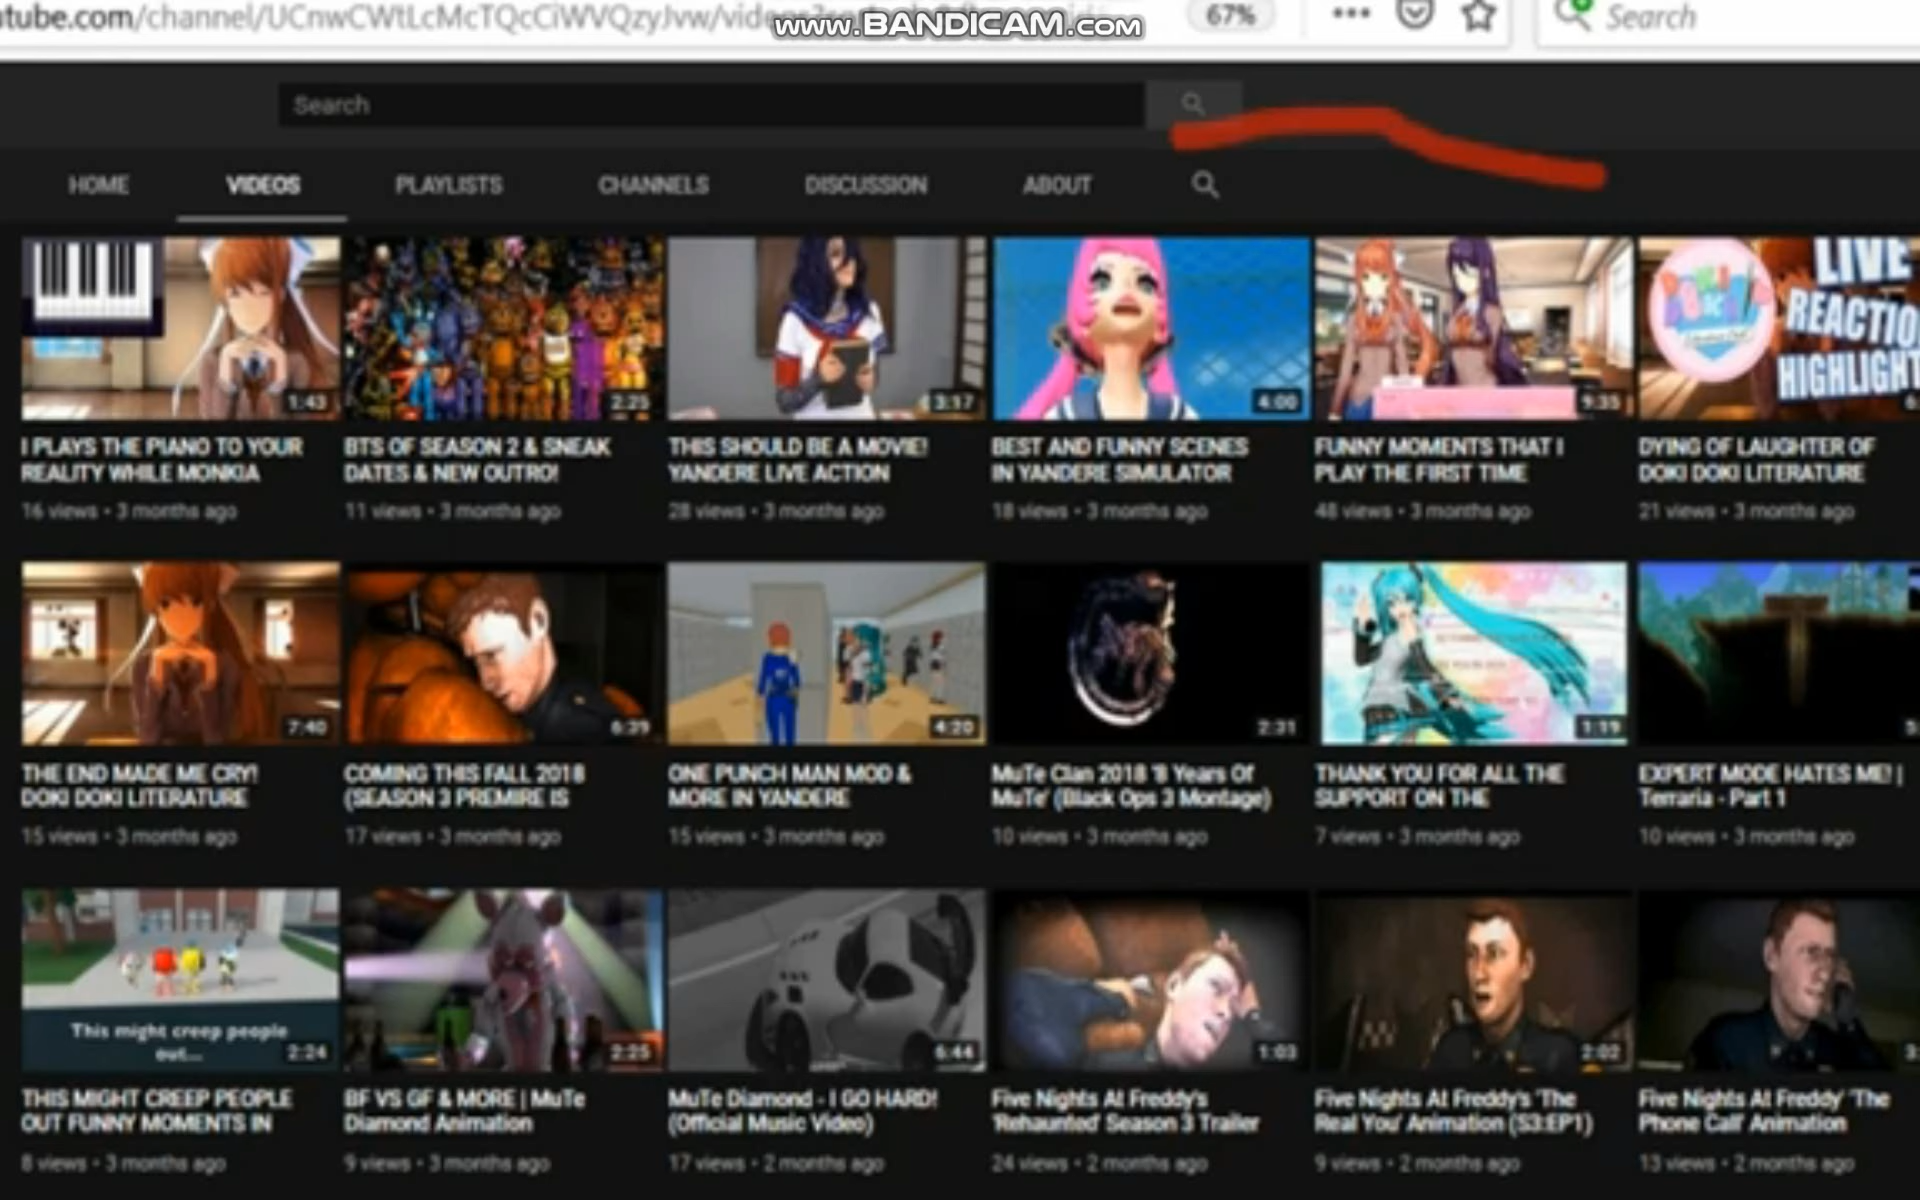 www.BANDICAM.com
tube.com/channel/UCnwCWtLcMcTQcCiWVQzyJvw/vide
67%
Search
Search
HOME VIDEOS PLAYLISTS CHANNELS DISCUSSION ABOUT
LIVE
REACTIO
HIGHLIGHT
1:43 2:25 3:17 4:00 9:35
I PLAYS THE PIANO TO YOUR
REALITY WHILE MONKIA
16 views • 3 months ago
BTS OF SEASON 2 & SNEAK
DATES & NEW OUTRO!
11 views • 3 months ago
THIS SHOULD BE A MOVIE!
YANDERE LIVE ACTION
28 views • 3 months ago
BEST AND FUNNY SCENES
IN YANDERE SIMULATOR
18 views • 3 months ago
FUNNY MOMENTS THAT I
PLAY THE FIRST TIME
48 views • 3 months ago
DYING OF LAUGHTER OF
DOKI DOKI LITERATURE
21 views • 3 months ago
7:40 6:39 4:20 2:31 1:19
THE END MADE ME CRY!
DOKI DOKI LITERATURE
15 views • 3 months ago
COMING THIS FALL 2018
(SEASON 3 PREMIRE IS
17 views • 3 months ago
ONE PUNCH MAN MOD &
MORE IN YANDERE
15 views • 3 months ago
MuTe Clan 2018 '8 Years Of
MuTe' (Black Ops 3 Montage)
10 views • 3 months ago
THANK YOU FOR ALL THE
SUPPORT ON THE
7 views • 3 months ago
EXPERT MODE HATES ME! |
Terraria - Part 1
10 views • 3 months ago
This might creep people
out...
2:24 2:25 6:44 1:03 2:02
THIS MIGHT CREEP PEOPLE
OUT FUNNY MOMENTS IN
8 views • 3 months ago
BF VS GF & MORE | MuTe
Diamond Animation
9 views • 3 months ago
MuTe Diamond - I GO HARD!
(Official Music Video)
17 views • 2 months ago
Five Nights At Freddy's
'Rehaunted' Season 3 Trailer
24 views • 2 months ago
Five Nights At Freddy's 'The
Real You' Animation (S3:EP1)
9 views • 2 months ago
Five Nights At Freddy' 'The
Phone Call' Animation
13 views • 2 months ago